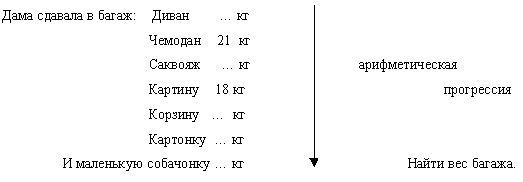 Дама сдавала в багаж: Диван ... кг
Чемодан 21 кг
Саквояж ... кг арифметическая
Картину 18 кг прогрессия
Корзину ... кг
Картонку ... кг
И маленькую собачонку ... кг Найти вес багажа.